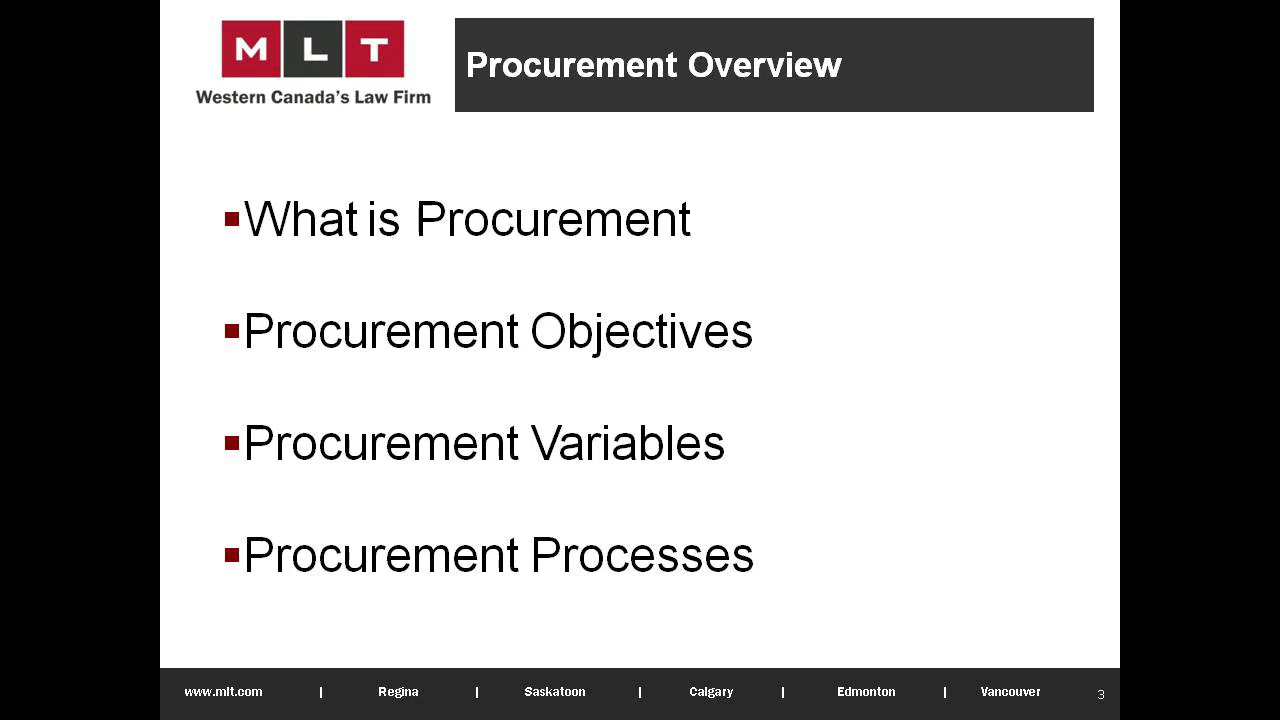 M L T
Western Canada's Law Firm
Procurement Overview
▪What is Procurement
▪Procurement Objectives
▪Procurement Variables
▪Procurement Processes
www.mlt.com | Regina | Saskatoon | Calgary | Edmonton | Vancouver 3